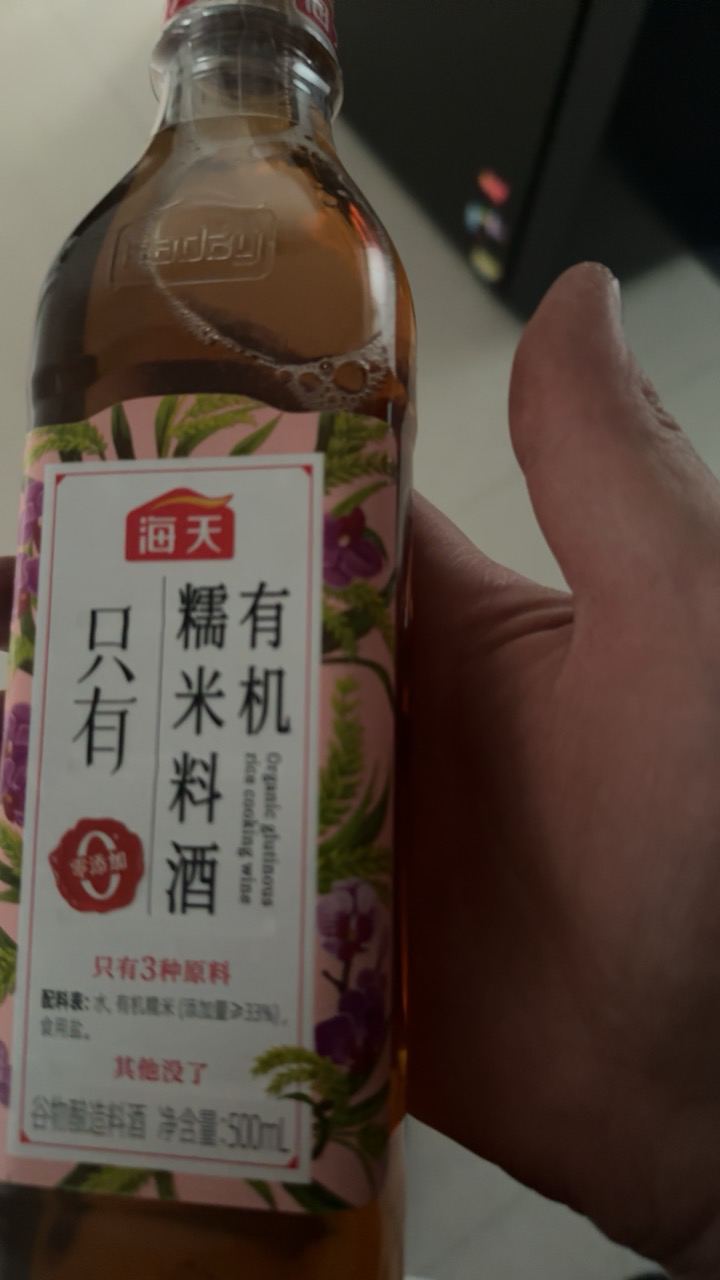 Haday
海天
有机
Organic glutinous
rice cooking wine
糯米料酒
只有
0
零添加
只有3种原料
配料表: 水, 有机糯米 (添加量≥33%),
食用盐。
其他没了
谷物酿造料酒 净含量:500mL